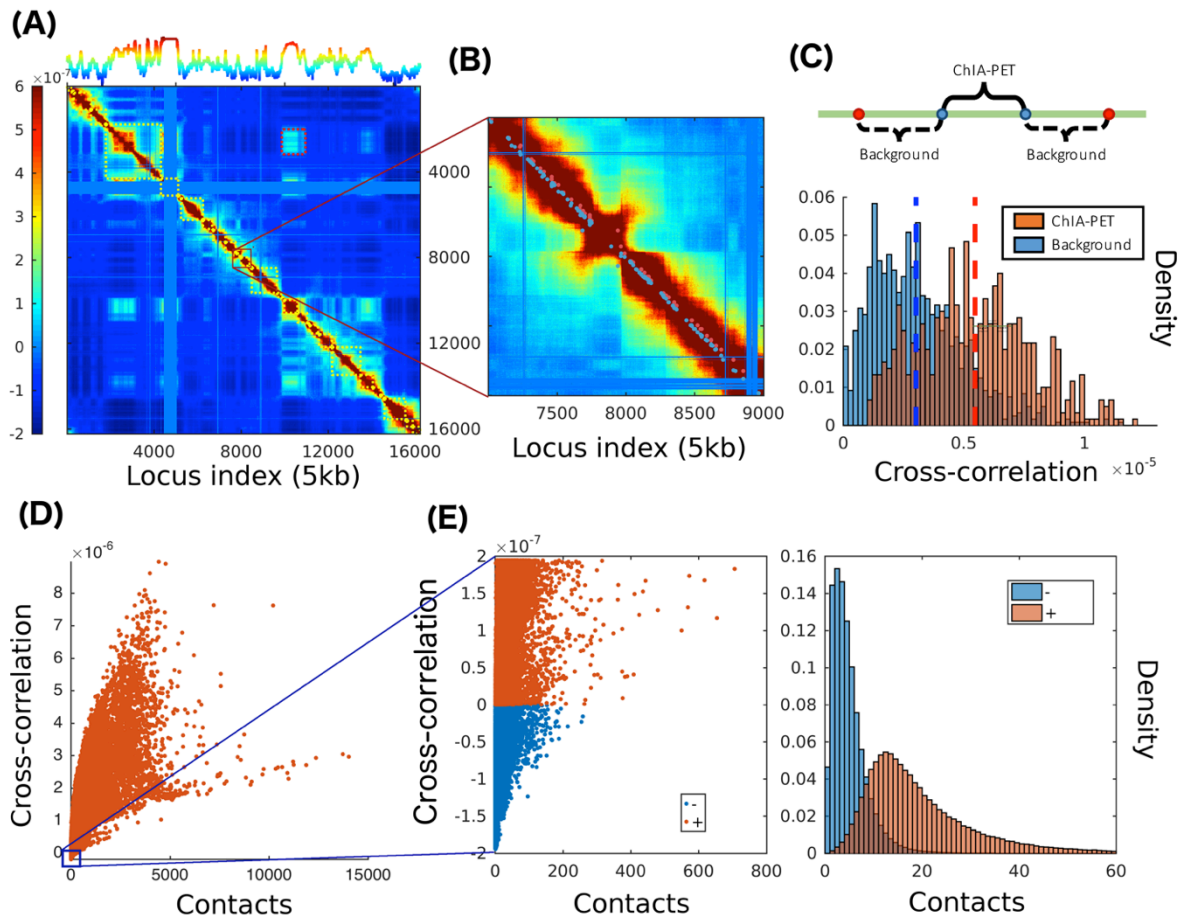 (A)
×10⁻⁷
6
5
4
3
2
1
0
-1
-2
4000
8000
12000
16000
4000 8000 12000 16000
Locus index (5kb)
(B)
7500 8000 8500 9000
Locus index (5kb)
(C)
ChIA-PET
Background
Background
0.06
0.05
0.04
0.03
0.02
0.01
0
ChIA-PET
Background
Density
0 0.5 1
×10⁻⁵
Cross-correlation
(D)
×10⁻⁶
8
7
6
5
4
3
2
1
0
Cross-correlation
0 5000 10000 15000
Contacts
(E)
×10⁻⁷
2
1.5
1
0.5
0
-0.5
-1
-1.5
-2
Cross-correlation
-
+
0 200 400 600 800
Contacts
0.16
0.14
0.12
0.1
0.08
0.06
0.04
0.02
0
-
+
Density
0 20 40 60
Contacts